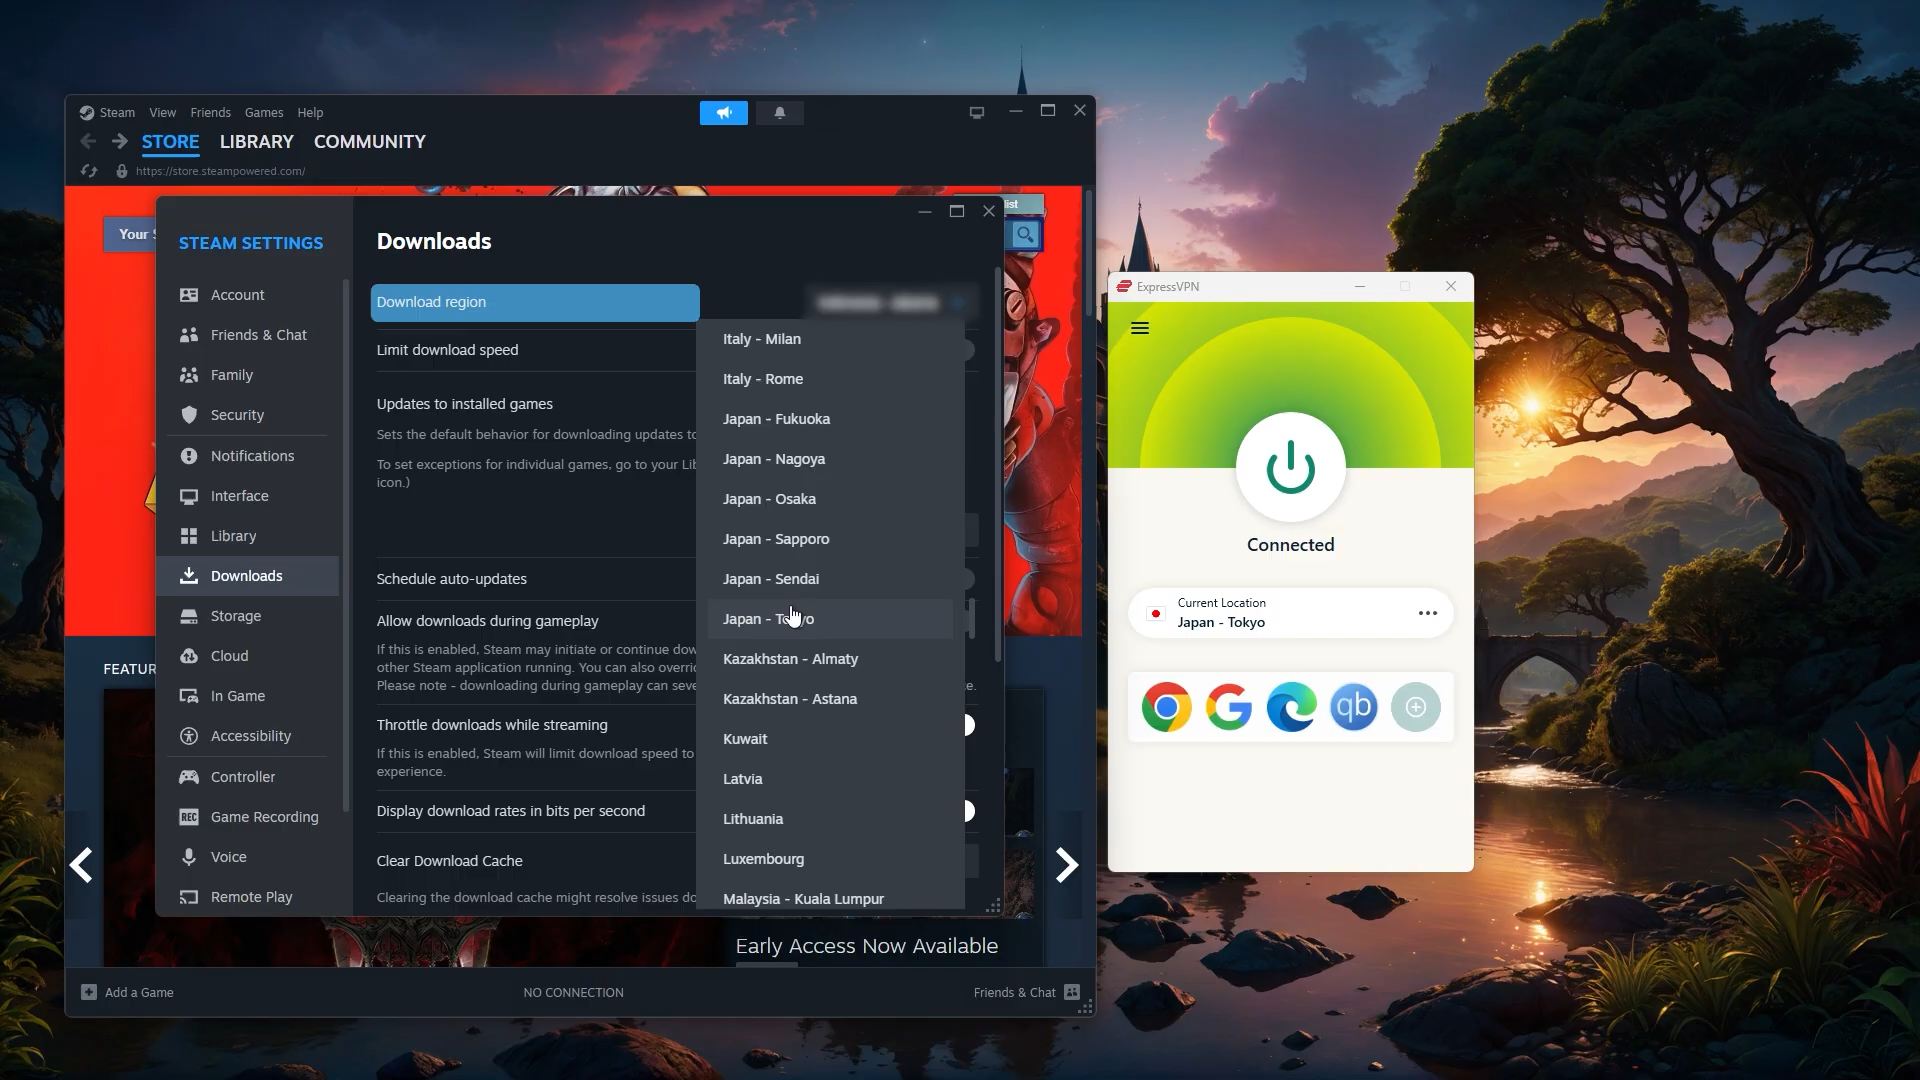 Steam View Friends Games Help
STORE LIBRARY COMMUNITY
https://store.steampowered.com/
list
Your
STEAM SETTINGS
Account
Friends & Chat
Family
Security
Notifications
Interface
Library
Downloads
Storage
Cloud
In Game
Accessibility
Controller
REC Game Recording
Voice
Remote Play
Downloads
Download region
Limit download speed
Updates to installed games
Sets the default behavior for downloading updates to
To set exceptions for individual games, go to your Lib
icon.)
Schedule auto-updates
Allow downloads during gameplay
If this is enabled, Steam may initiate or continue dow
other Steam application running. You can also overri
Please note - downloading during gameplay can seve
e.
Throttle downloads while streaming
If this is enabled, Steam will limit download speed to
experience.
Display download rates in bits per second
Clear Download Cache
Clearing the download cache might resolve issues do
Italy - Milan
Italy - Rome
Japan - Fukuoka
Japan - Nagoya
Japan - Osaka
Japan - Sapporo
Japan - Sendai
Japan - Tokyo
Kazakhstan - Almaty
Kazakhstan - Astana
Kuwait
Latvia
Lithuania
Luxembourg
Malaysia - Kuala Lumpur
FEATUR
Early Access Now Available
Add a Game
NO CONNECTION
Friends & Chat
ExpressVPN
Connected
Current Location
Japan - Tokyo
qb